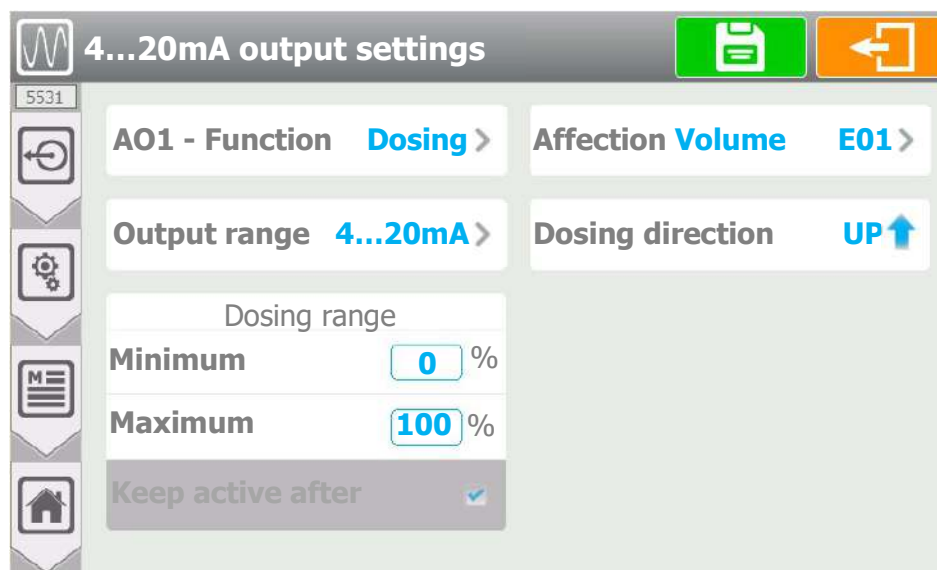 4...20mA output settings
5531
AO1 - Function Dosing
Affection Volume E01
Output range 4...20mA
Dosing direction UP
Dosing range
Minimum 0 %
Maximum 100 %
Keep active after
M